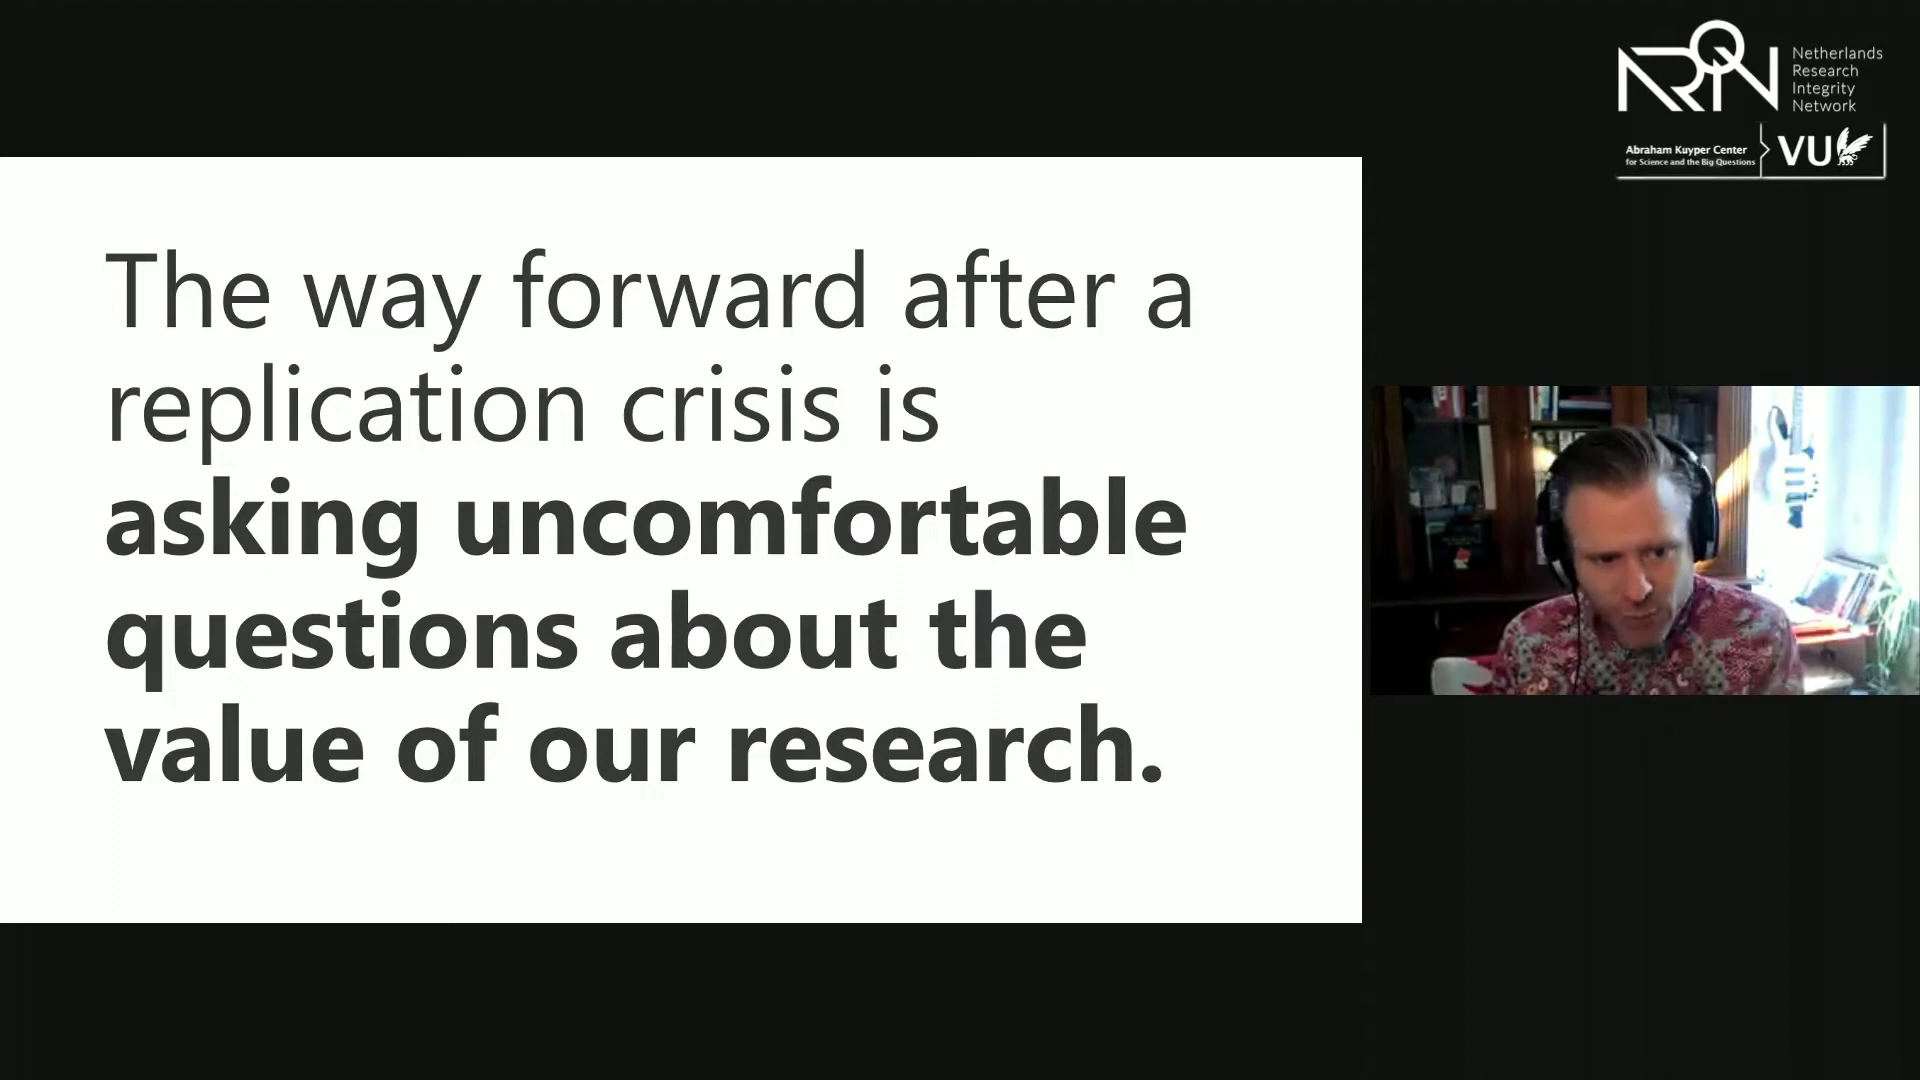 The way forward after a
replication crisis is
asking uncomfortable
questions about the
value of our research.
NRIN
Netherlands
Research
Integrity
Network
Abraham Kuyper Center
for Science and the Big Questions
VU